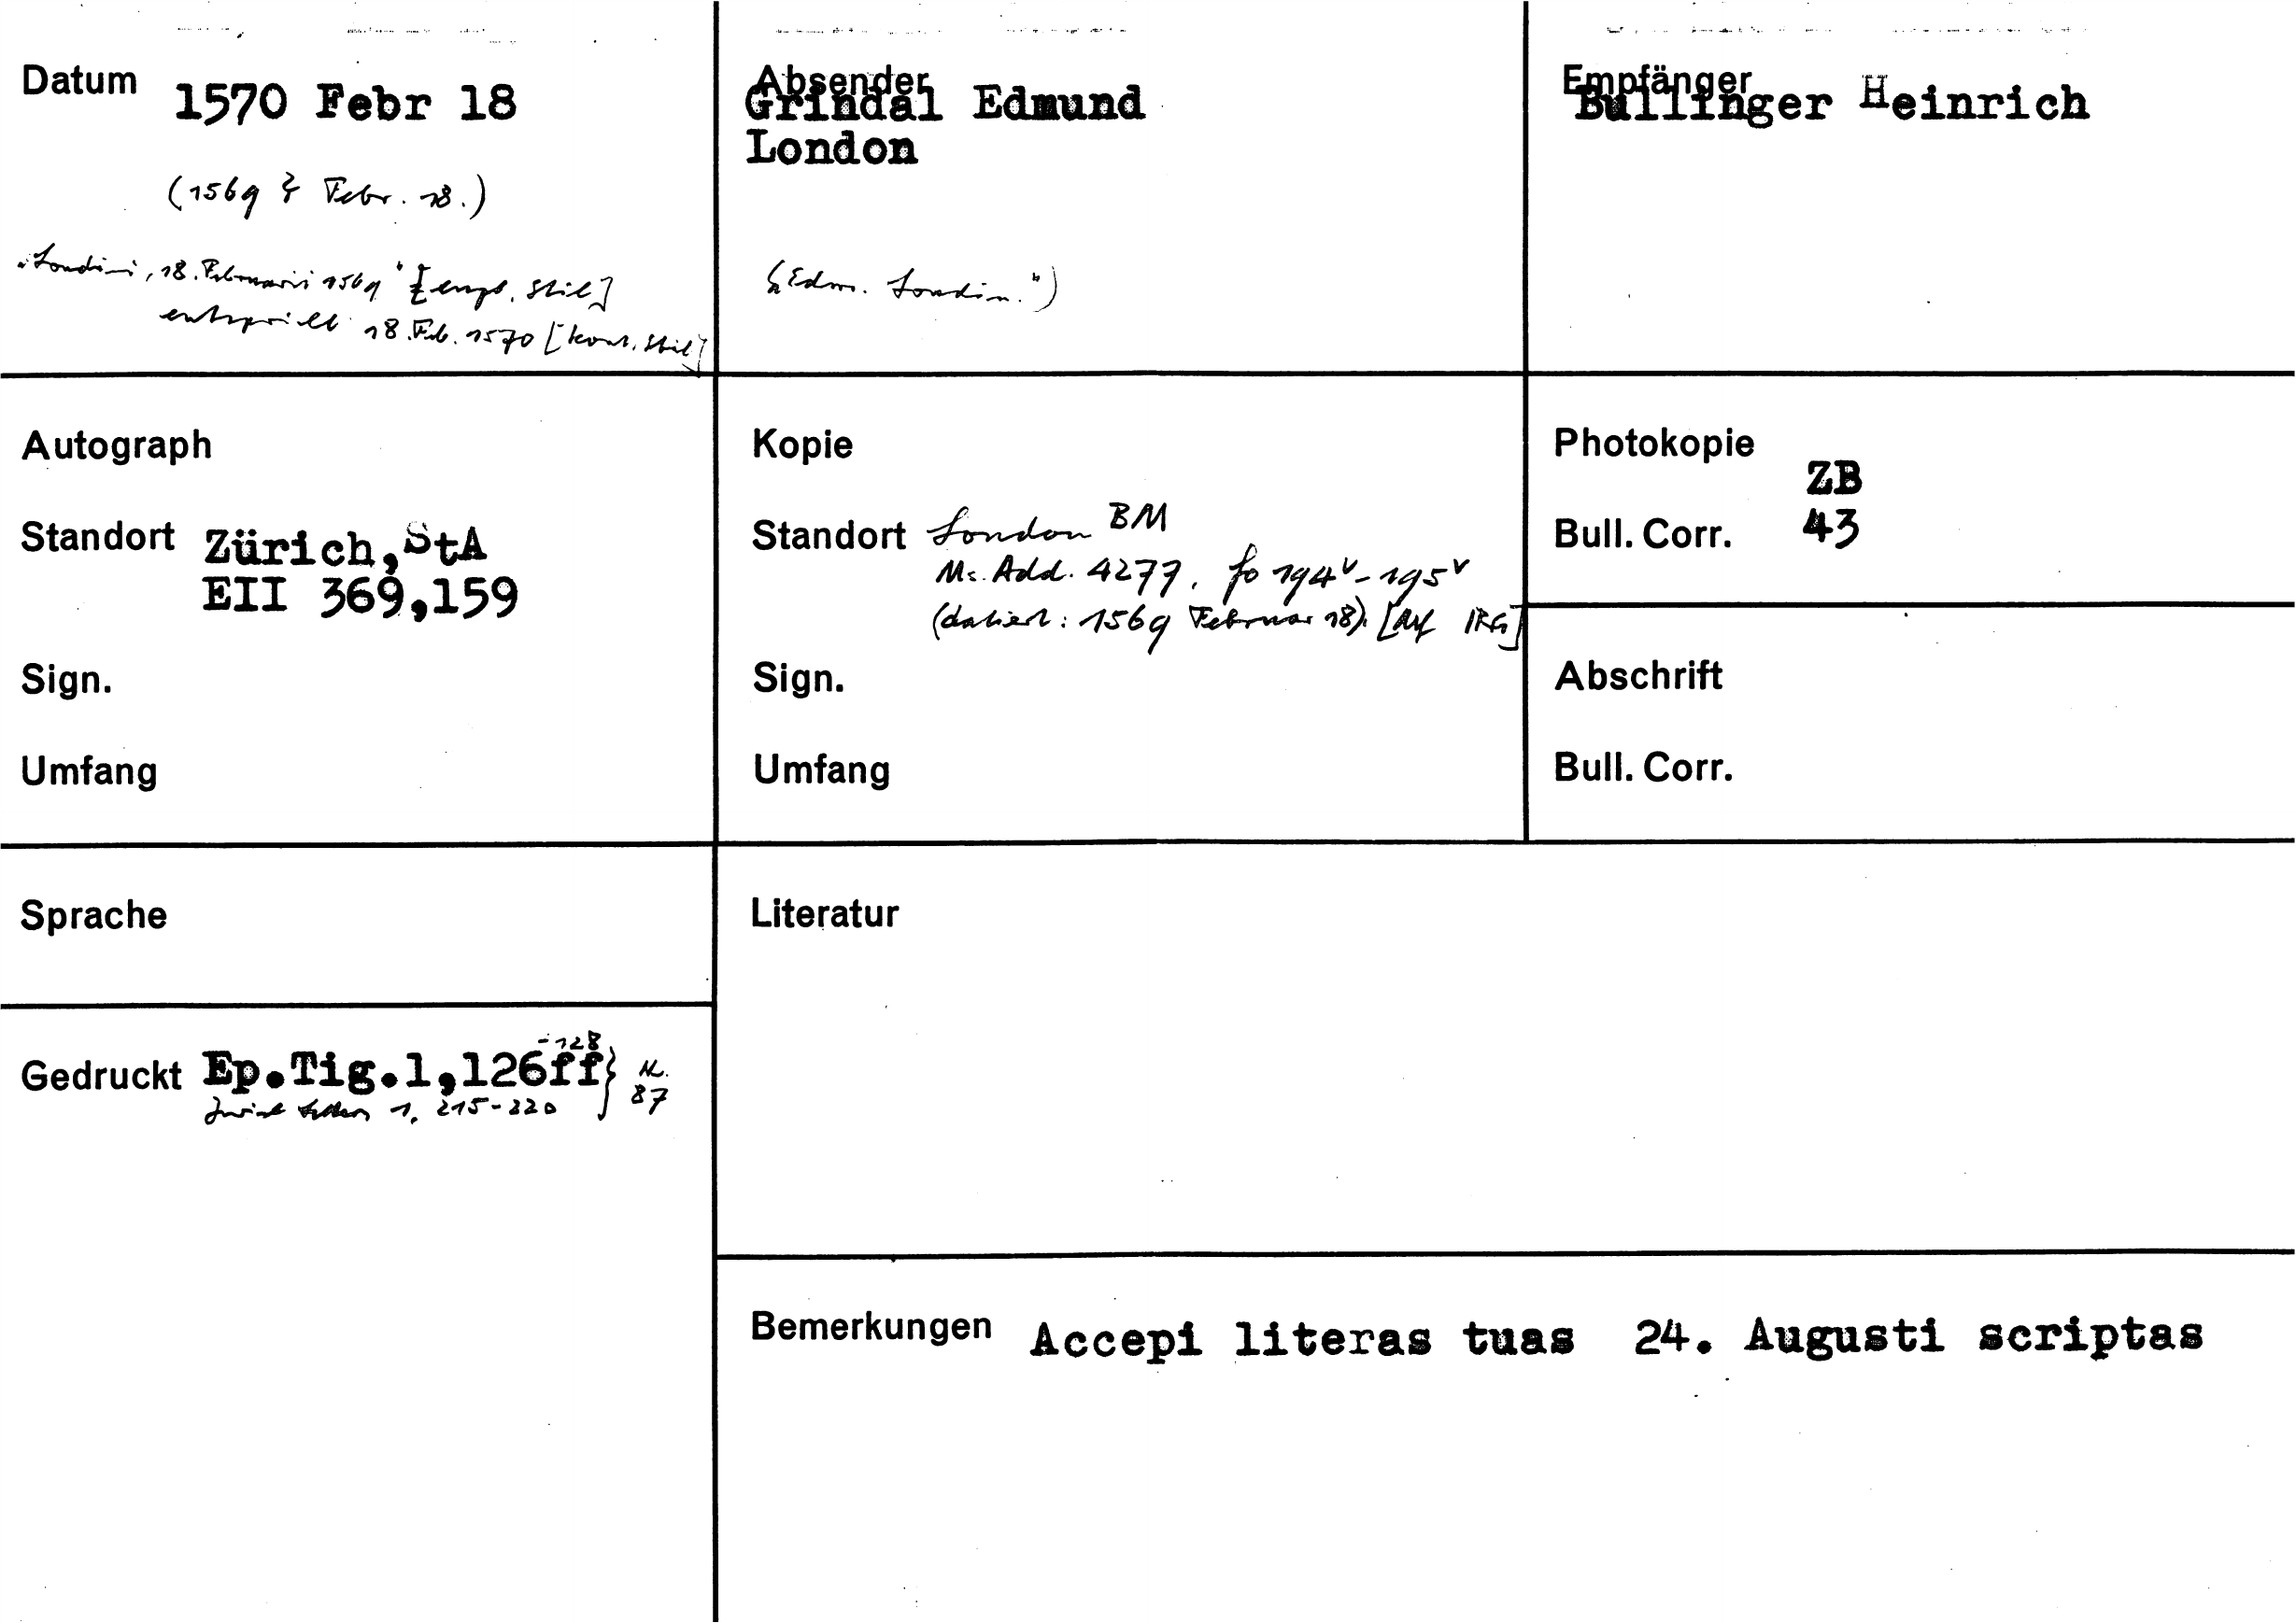 Datum 1570 Febr 18
(1569 ? Febr. 18.)
"Londini, 18. Februarii 1569" [engl. Stil]
entspricht 18. Feb. 1570 [kont. Stil]
Absender
Grindal Edmund
London
("Edm. Londin.")
Empfänger
Bullinger Heinrich
Autograph
Standort Zürich, StA
EII 369,159
Sign.
Umfang
Kopie
Standort London BM
Ms. Add. 4277, fo 194v-195v
(datiert: 1569 Februar 18).
Sign.
Umfang
Photokopie
ZB
Bull. Corr. 43
Abschrift
Bull. Corr.
Sprache
Gedruckt Ep.Tig.1,126ff -128
Zurich Letters 1, 215-220
87
Literatur
Bemerkungen Accepi literas tuas 24. Augusti scriptas